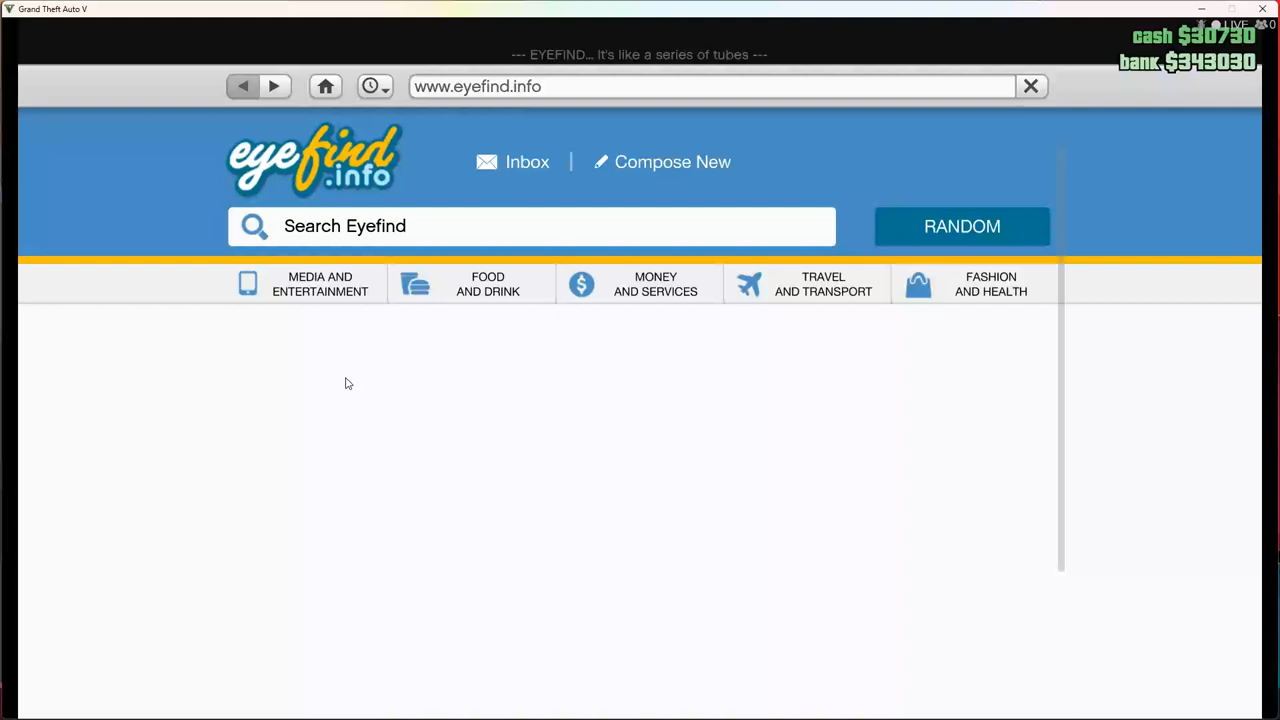 Grand Theft Auto V
LIVE 0
cash $30730
bank $343030
--- EYEFIND... It's like a series of tubes ---
www.eyefind.info
eyefind
.info
Inbox | Compose New
Search Eyefind
RANDOM
MEDIA AND
ENTERTAINMENT
FOOD
AND DRINK
MONEY
AND SERVICES
TRAVEL
AND TRANSPORT
FASHION
AND HEALTH